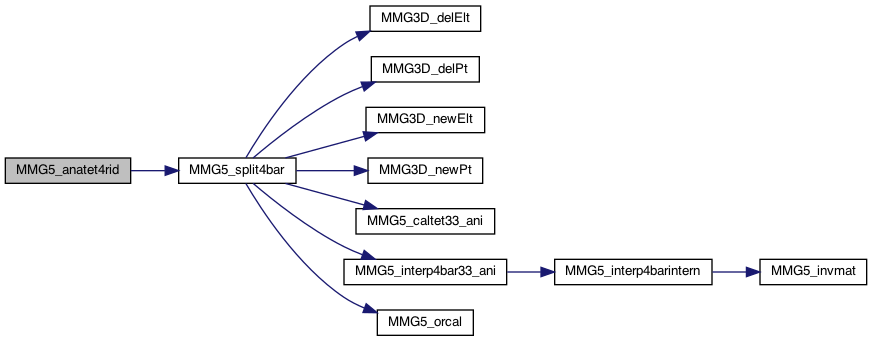 MMG3D_delElt
MMG3D_delPt
MMG3D_newElt
MMG5_anatet4rid
MMG5_split4bar
MMG3D_newPt
MMG5_caltet33_ani
MMG5_interp4bar33_ani
MMG5_interp4barintern
MMG5_invmat
MMG5_orcal